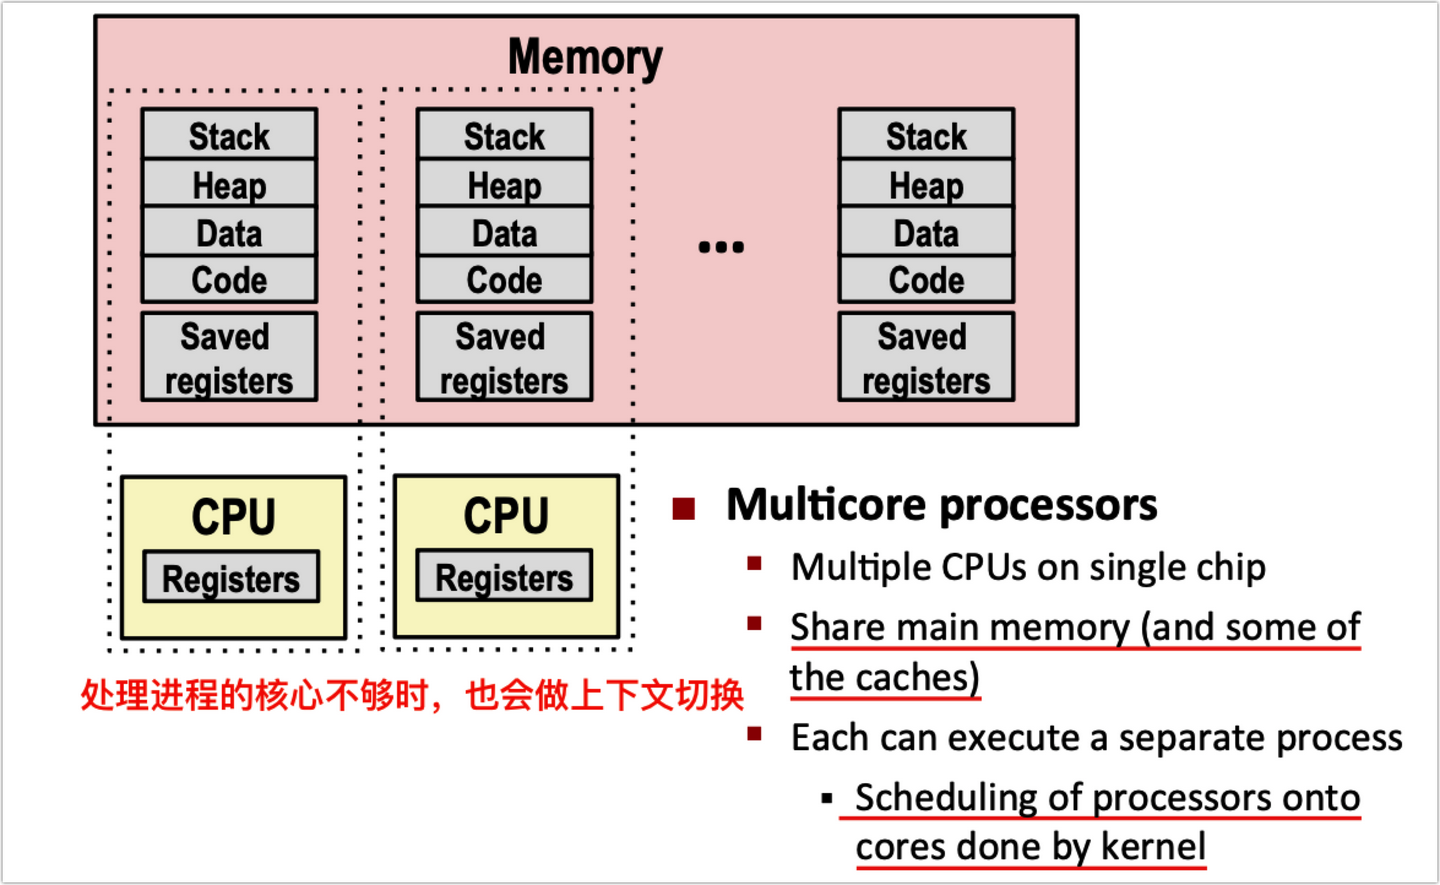 Memory
Stack
Heap
Data
Code
Saved
registers
Stack
Heap
Data
Code
Saved
registers
...
Stack
Heap
Data
Code
Saved
registers
CPU
Registers
CPU
Registers
处理进程的核心不够时，也会做上下文切换
Multicore processors
Multiple CPUs on single chip
Share main memory (and some of
the caches)
Each can execute a separate process
Scheduling of processors onto
cores done by kernel